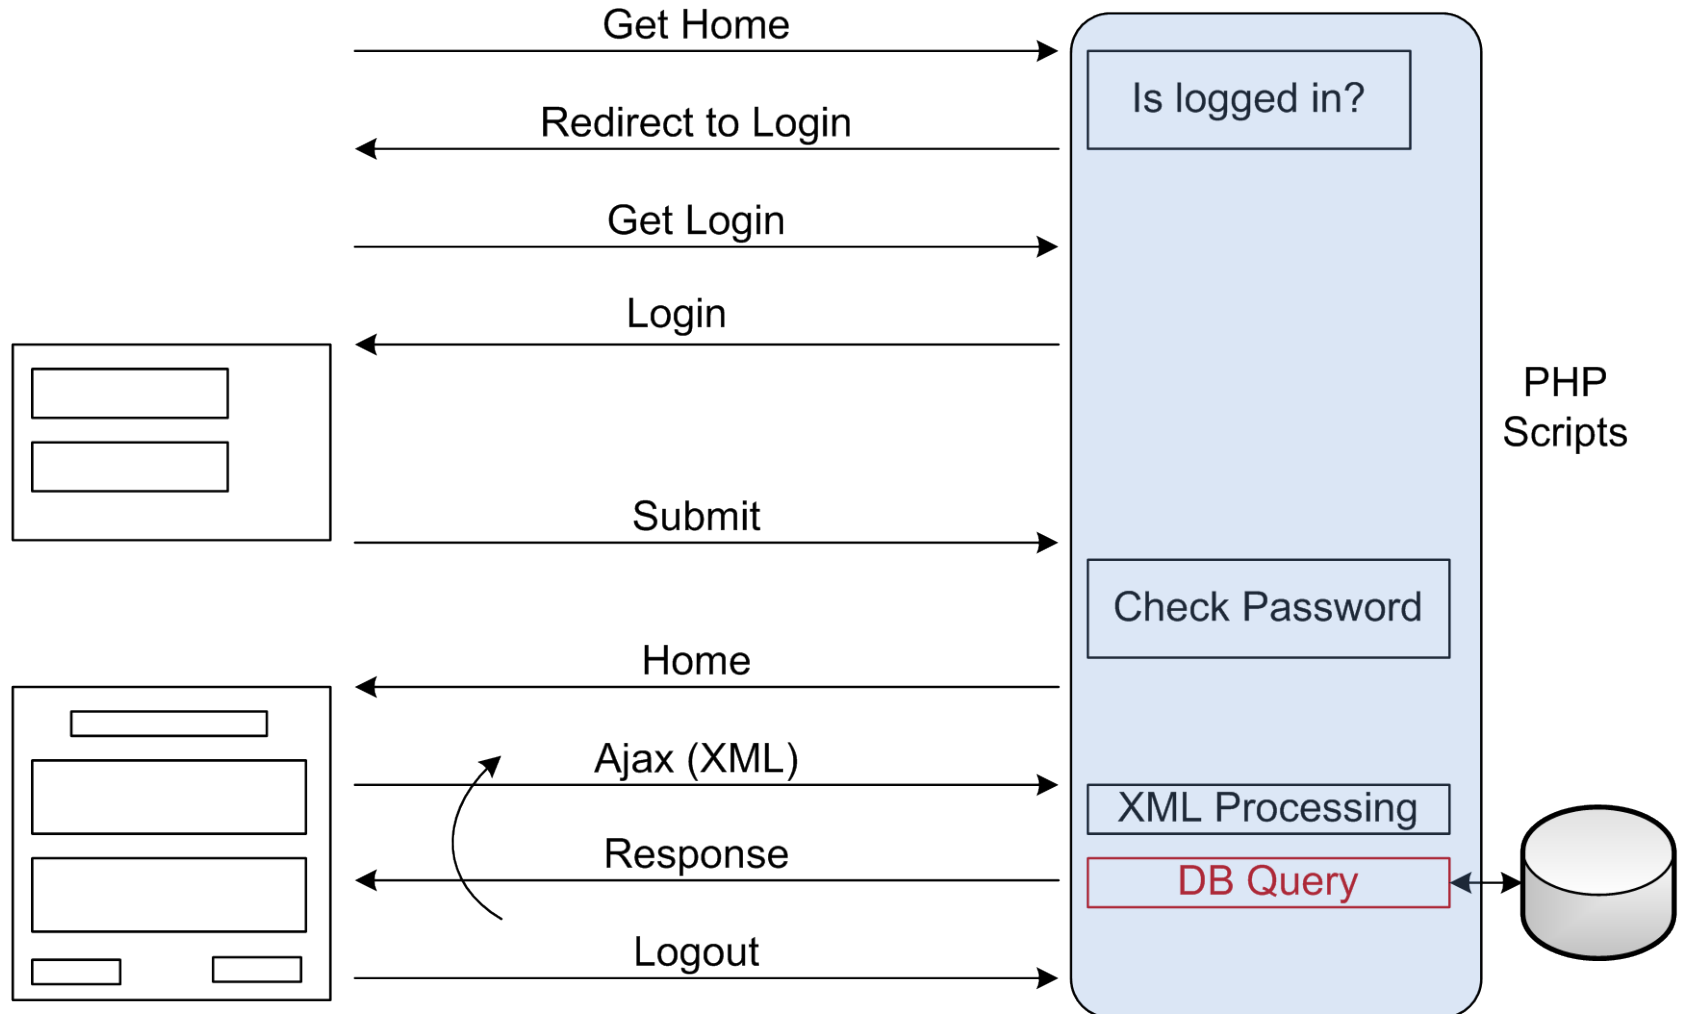 Get Home
Is logged in?
Redirect to Login
Get Login
Login
PHP
Scripts
Submit
Check Password
Home
Ajax (XML)
XML Processing
Response
DB Query
Logout